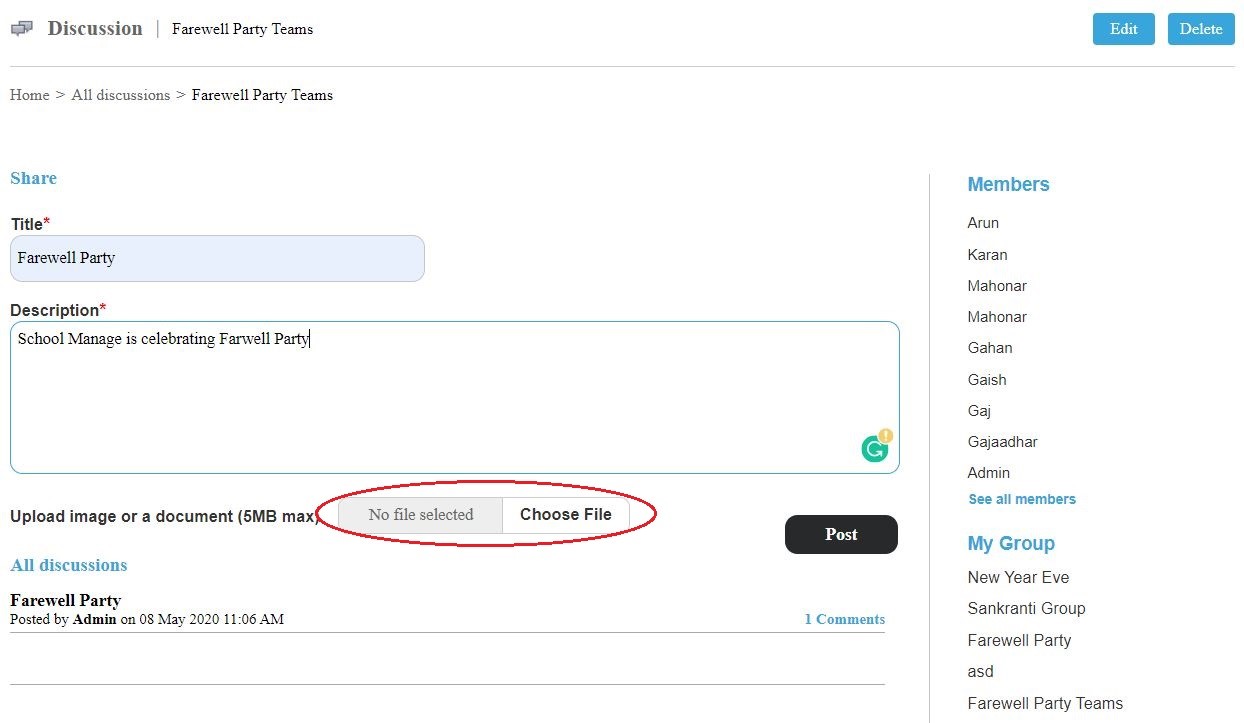 Discussion | Farewell Party Teams
Edit
Delete
Home > All discussions > Farewell Party Teams
Share
Title*
Farewell Party
Description*
School Manage is celebrating Farwell Party
Upload image or a document (5MB max)
No file selected
Choose File
Post
All discussions
Farewell Party
Posted by Admin on 08 May 2020 11:06 AM
1 Comments
Members
Arun
Karan
Mahonar
Mahonar
Gahan
Gaish
Gaj
Gajaadhar
Admin
See all members
My Group
New Year Eve
Sankranti Group
Farewell Party
asd
Farewell Party Teams